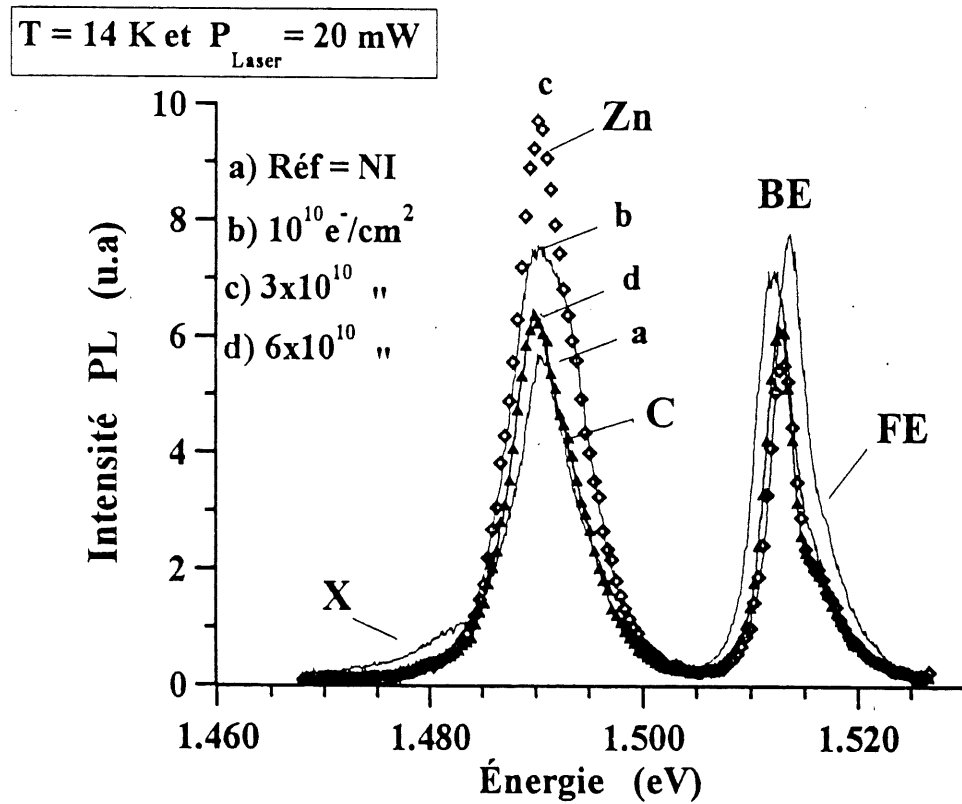 T = 14 K et P Laser = 20 mW
c
10
Zn
a) Réf = NI
BE
b) 10¹⁰ e⁻/cm²
b
8
c) 3x10¹⁰ "
d
d) 6x10¹⁰ "
a
6
C
FE
4
2
X
0
1.460
1.480
1.500
1.520
Énergie (eV)
Intensité PL (u.a)